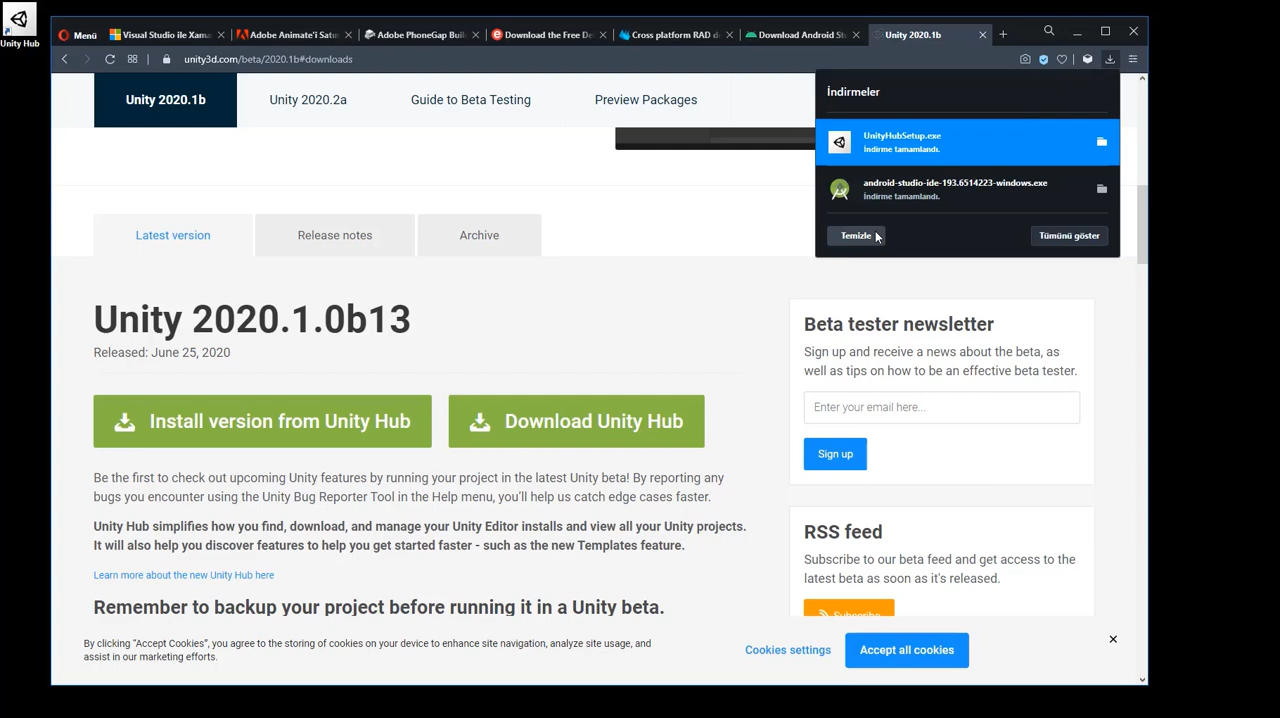 Unity Hub
Menü
Visual Studio ile Xama
Adobe Animate'i Satı
Adobe PhoneGap Buil
Download the Free De
Cross platform RAD d
Download Android St
Unity 2020.1b
unity3d.com/beta/2020.1b#downloads
Unity 2020.1b
Unity 2020.2a
Guide to Beta Testing
Preview Packages
İndirmeler
UnityHubSetup.exe
İndirme tamamlandı.
android-studio-ide-193.6514223-windows.exe
İndirme tamamlandı.
Temizle
Tümünü göster
Latest version
Release notes
Archive
Unity 2020.1.0b13
Released: June 25, 2020
Install version from Unity Hub
Download Unity Hub
Be the first to check out upcoming Unity features by running your project in the latest Unity beta! By reporting any
bugs you encounter using the Unity Bug Reporter Tool in the Help menu, you'll help us catch edge cases faster.
Unity Hub simplifies how you find, download, and manage your Unity Editor installs and view all your Unity projects.
It will also help you discover features to help you get started faster - such as the new Templates feature.
Learn more about the new Unity Hub here
Remember to backup your project before running it in a Unity beta.
Beta tester newsletter
Sign up and receive a news about the beta, as
well as tips on how to be an effective beta tester.
Enter your email here...
Sign up
RSS feed
Subscribe to our beta feed and get access to the
latest beta as soon as it's released.
Subscribe
By clicking "Accept Cookies", you agree to the storing of cookies on your device to enhance site navigation, analyze site usage, and
assist in our marketing efforts.
Cookies settings
Accept all cookies